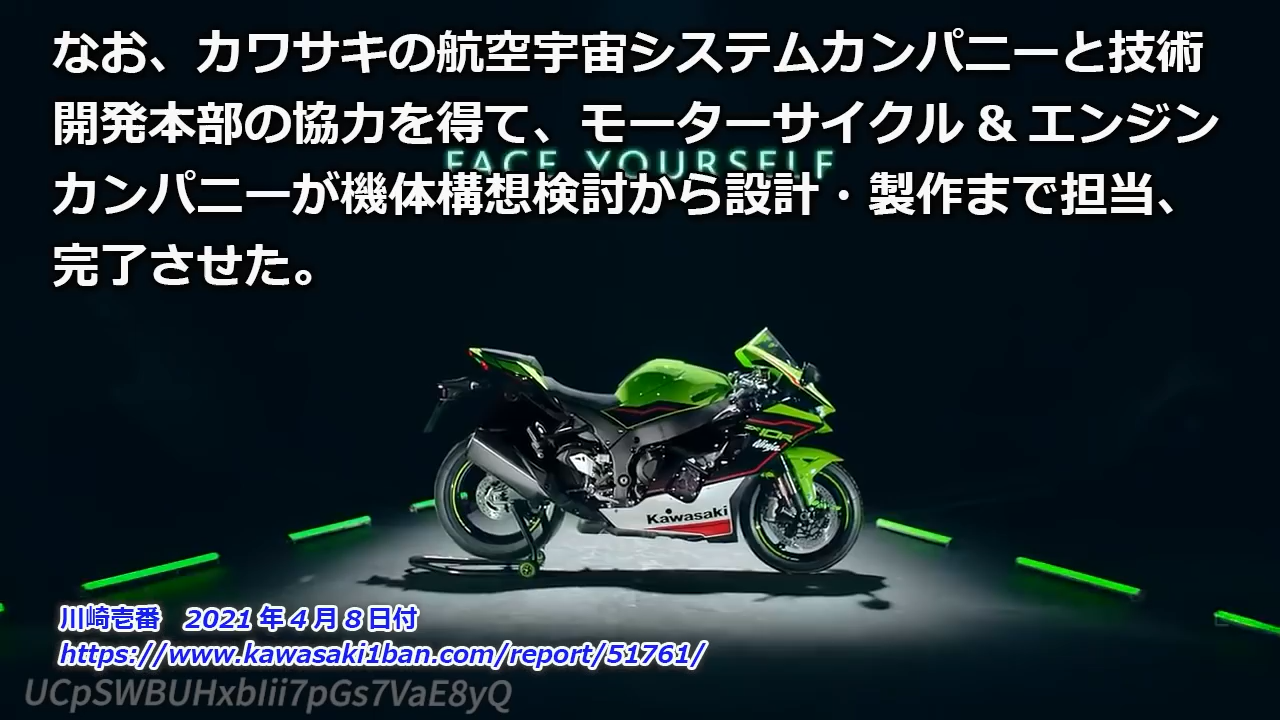 なお、カワサキの航空宇宙システムカンパニーと技術
開発本部の協力を得て、モーターサイクル＆エンジン
FACE YOURSELF
カンパニーが機体構想検討から設計・製作まで担当、
完了させた。
ZX-10R
Ninja
Kawasaki
川崎壱番　2021年4月8日付
https://www.kawasaki1ban.com/report/51761/
UCpSWBUHxbIii7pGs7VaE8yQ